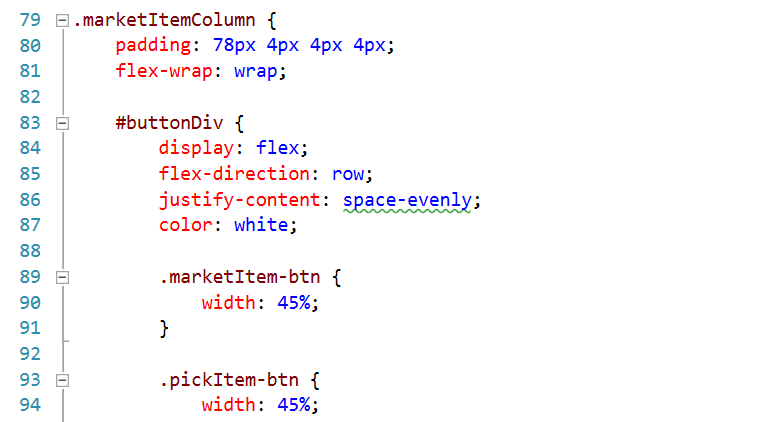 79 .marketItemColumn {
80 padding: 78px 4px 4px 4px;
81 flex-wrap: wrap;
82
83 #buttonDiv {
84 display: flex;
85 flex-direction: row;
86 justify-content: space-evenly;
87 color: white;
88
89 .marketItem-btn {
90 width: 45%;
91 }
92
93 .pickItem-btn {
94 width: 45%;